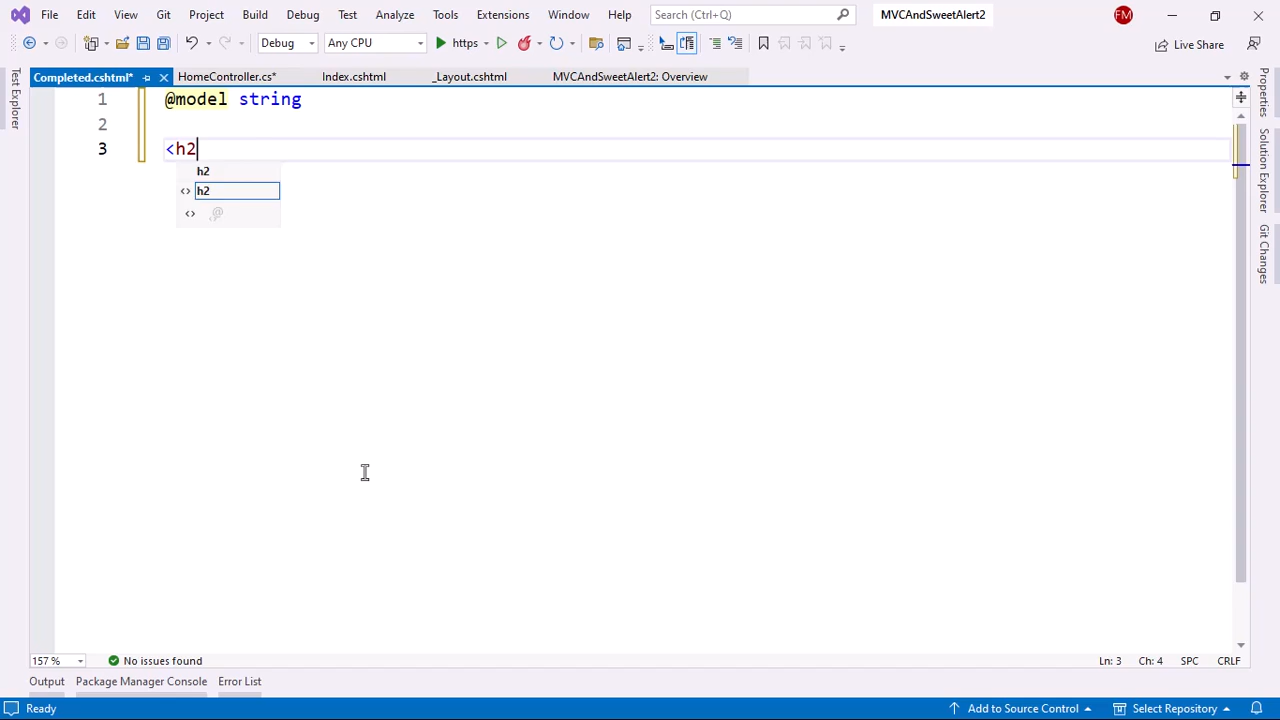 File Edit View Git Project Build Debug Test Analyze Tools Extensions Window Help Search (Ctrl+Q) MVCAndSweetAlert2 FM
Debug Any CPU https Live Share
Completed.cshtml* HomeController.cs* Index.cshtml _Layout.cshtml MVCAndSweetAlert2: Overview
Test Explorer
1 @model string
2
3 <h2
h2
<> h2
<> @
Properties
Solution Explorer
Git Changes
157 % No issues found Ln: 3 Ch: 4 SPC CRLF
Output Package Manager Console Error List
Ready Add to Source Control Select Repository